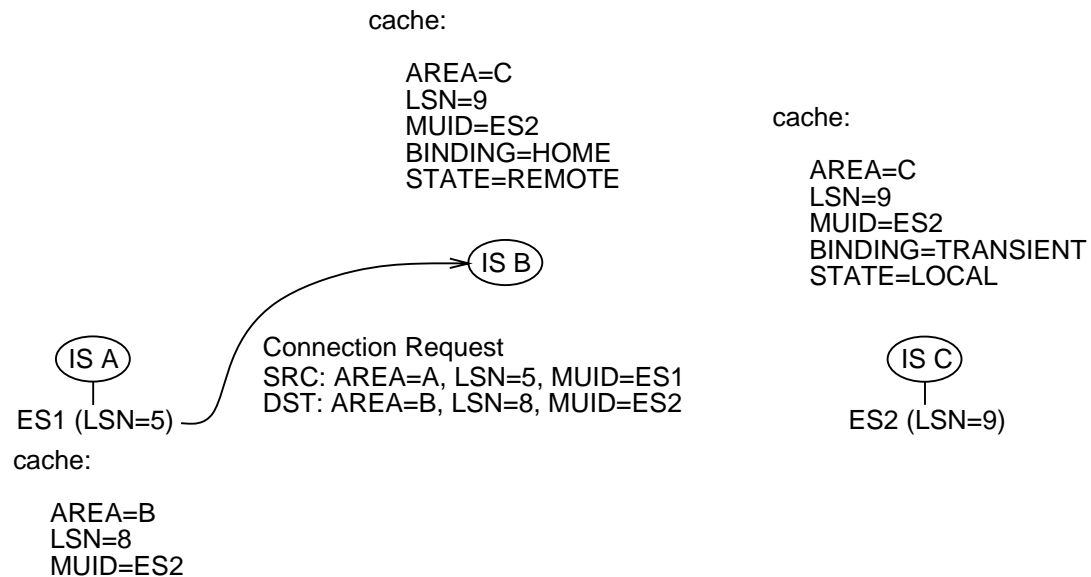 cache:
AREA=C
LSN=9
MUID=ES2
BINDING=HOME
STATE=REMOTE
cache:
AREA=C
LSN=9
MUID=ES2
BINDING=TRANSIENT
STATE=LOCAL
IS B
IS A
Connection Request
SRC: AREA=A, LSN=5, MUID=ES1
DST: AREA=B, LSN=8, MUID=ES2
IS C
ES1 (LSN=5)
ES2 (LSN=9)
cache:
AREA=B
LSN=8
MUID=ES2